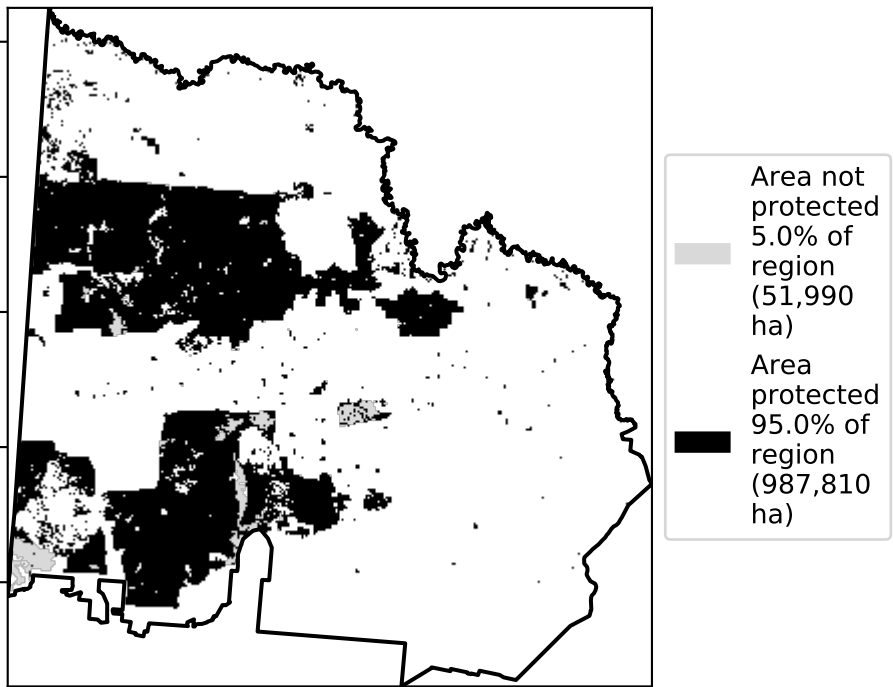 Area not
protected
5.0% of
region
(51,990
ha)
Area
protected
95.0% of
region
(987,810
ha)